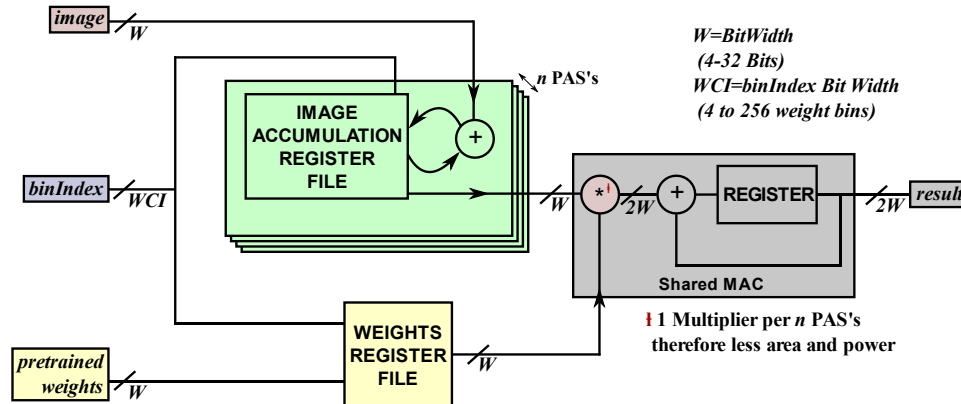 image
W
W=BitWidth
(4-32 Bits)
WCI=binIndex Bit Width
(4 to 256 weight bins)
n PAS's
IMAGE
ACCUMULATION
REGISTER
FILE
+
binIndex
WCI
W
*ƚ
2W
+
REGISTER
2W
result
Shared MAC
ƚ 1 Multiplier per n PAS's
therefore less area and power
WEIGHTS
REGISTER
FILE
W
pretrained
weights
W